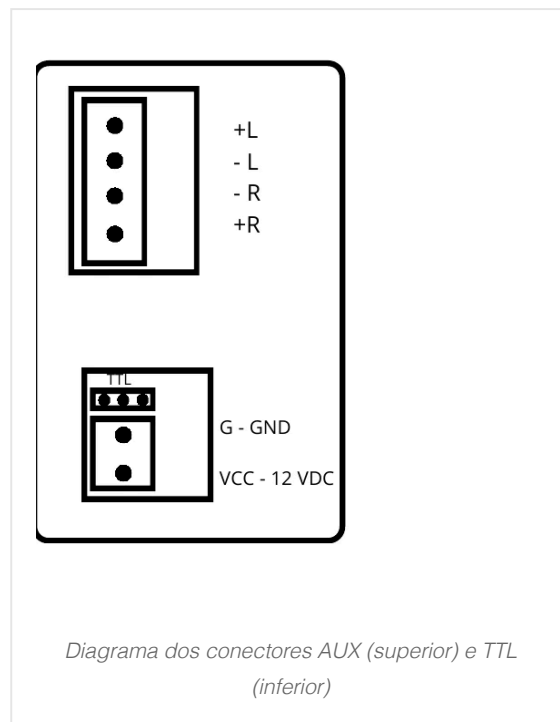 +L
- L
- R
+R
TTL
G - GND
VCC - 12 VDC
Diagrama dos conectores AUX (superior) e TTL
(inferior)